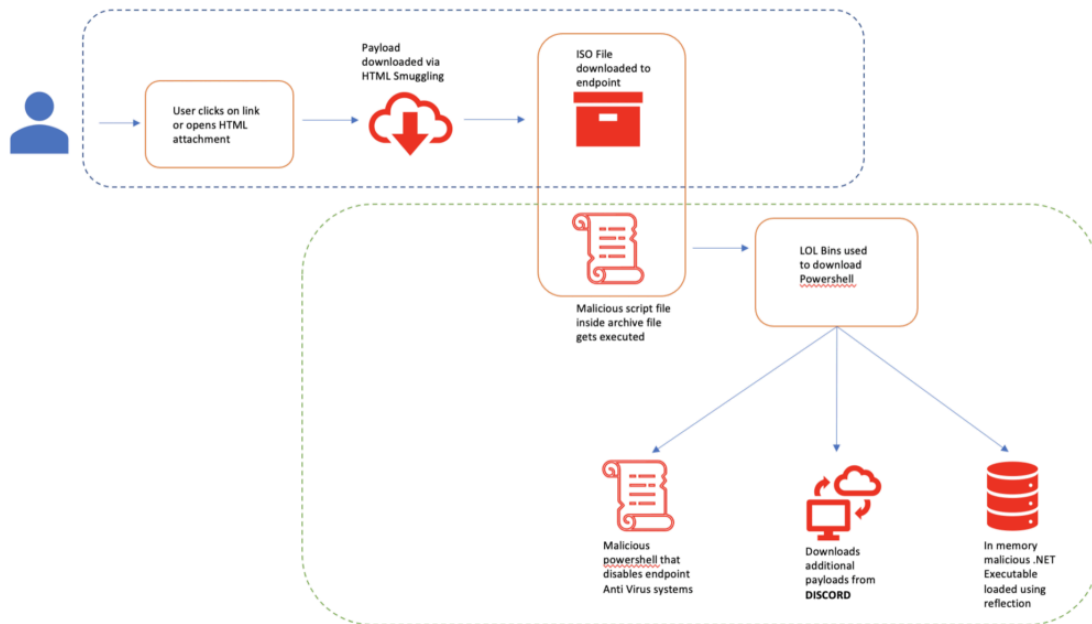 Payload
downloaded via
HTML Smuggling
ISO File
downloaded to
endpoint
User clicks on link
or opens HTML
attachment
LOL Bins used
to download
Powershell
Malicious script file
inside archive file
gets executed
Malicious
powershell that
disables endpoint
Anti Virus systems
Downloads
additional
payloads from
DISCORD
In memory
malicious .NET
Executable
loaded using
reflection